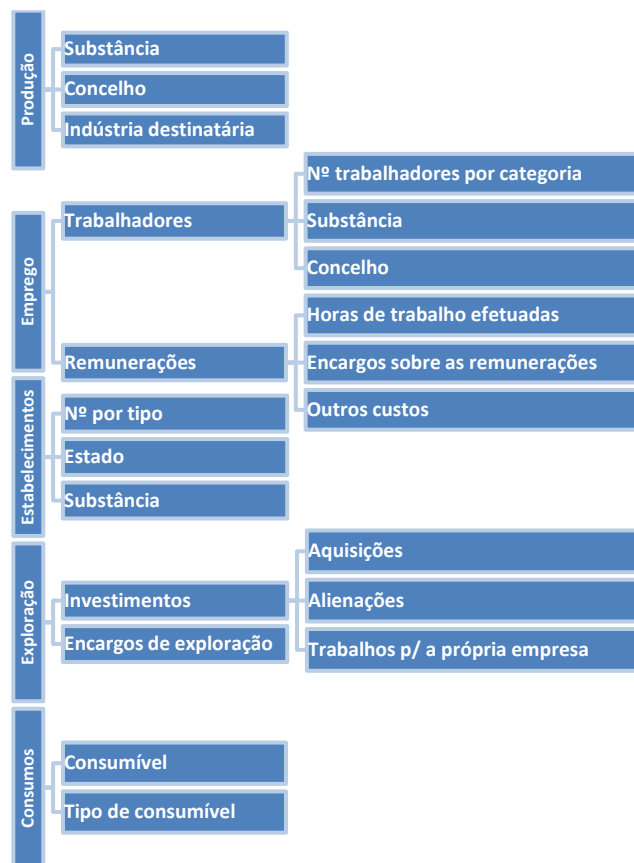 Produção
Substância
Concelho
Indústria destinatária
Emprego
Trabalhadores
Nº trabalhadores por categoria
Substância
Concelho
Remunerações
Horas de trabalho efetuadas
Encargos sobre as remunerações
Outros custos
Estabelecimentos
Nº por tipo
Estado
Substância
Exploração
Investimentos
Aquisições
Alienações
Trabalhos p/ a própria empresa
Encargos de exploração
Consumos
Consumível
Tipo de consumível